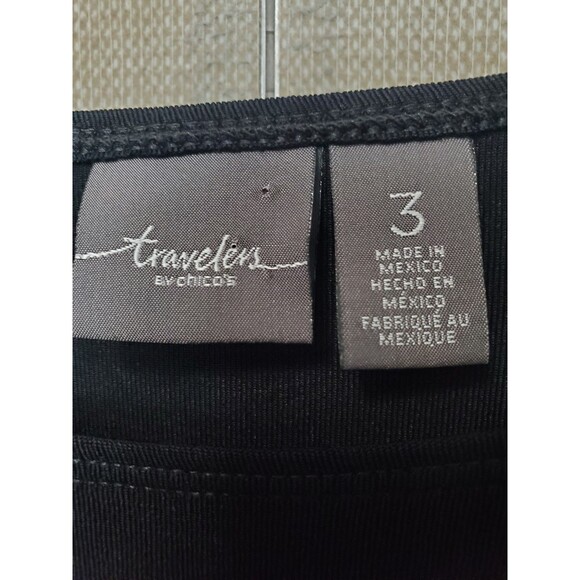 travelers
BY chico's
3
MADE IN
MEXICO
HECHO EN
MÉXICO
FABRIQUÉ AU
MEXIQUE